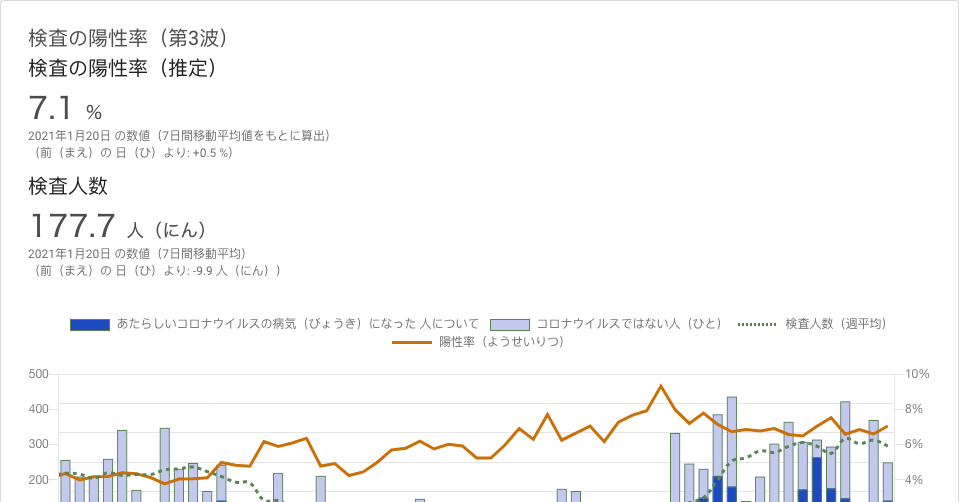 検査の陽性率（第3波）
検査の陽性率（推定）
7.1 %
2021年1月20日 の数値（7日間移動平均値をもとに算出）
（前（まえ）の 日（ひ）より: +0.5 %）
検査人数
177.7 人（にん）
2021年1月20日 の数値（7日間移動平均）
（前（まえ）の 日（ひ）より: -9.9 人（にん））
あたらしいコロナウイルスの病気（びょうき）になった 人について コロナウイルスではない人（ひと） 検査人数（週平均）
陽性率（ようせいりつ）
500 10%
400 8%
300 6%
200 4%